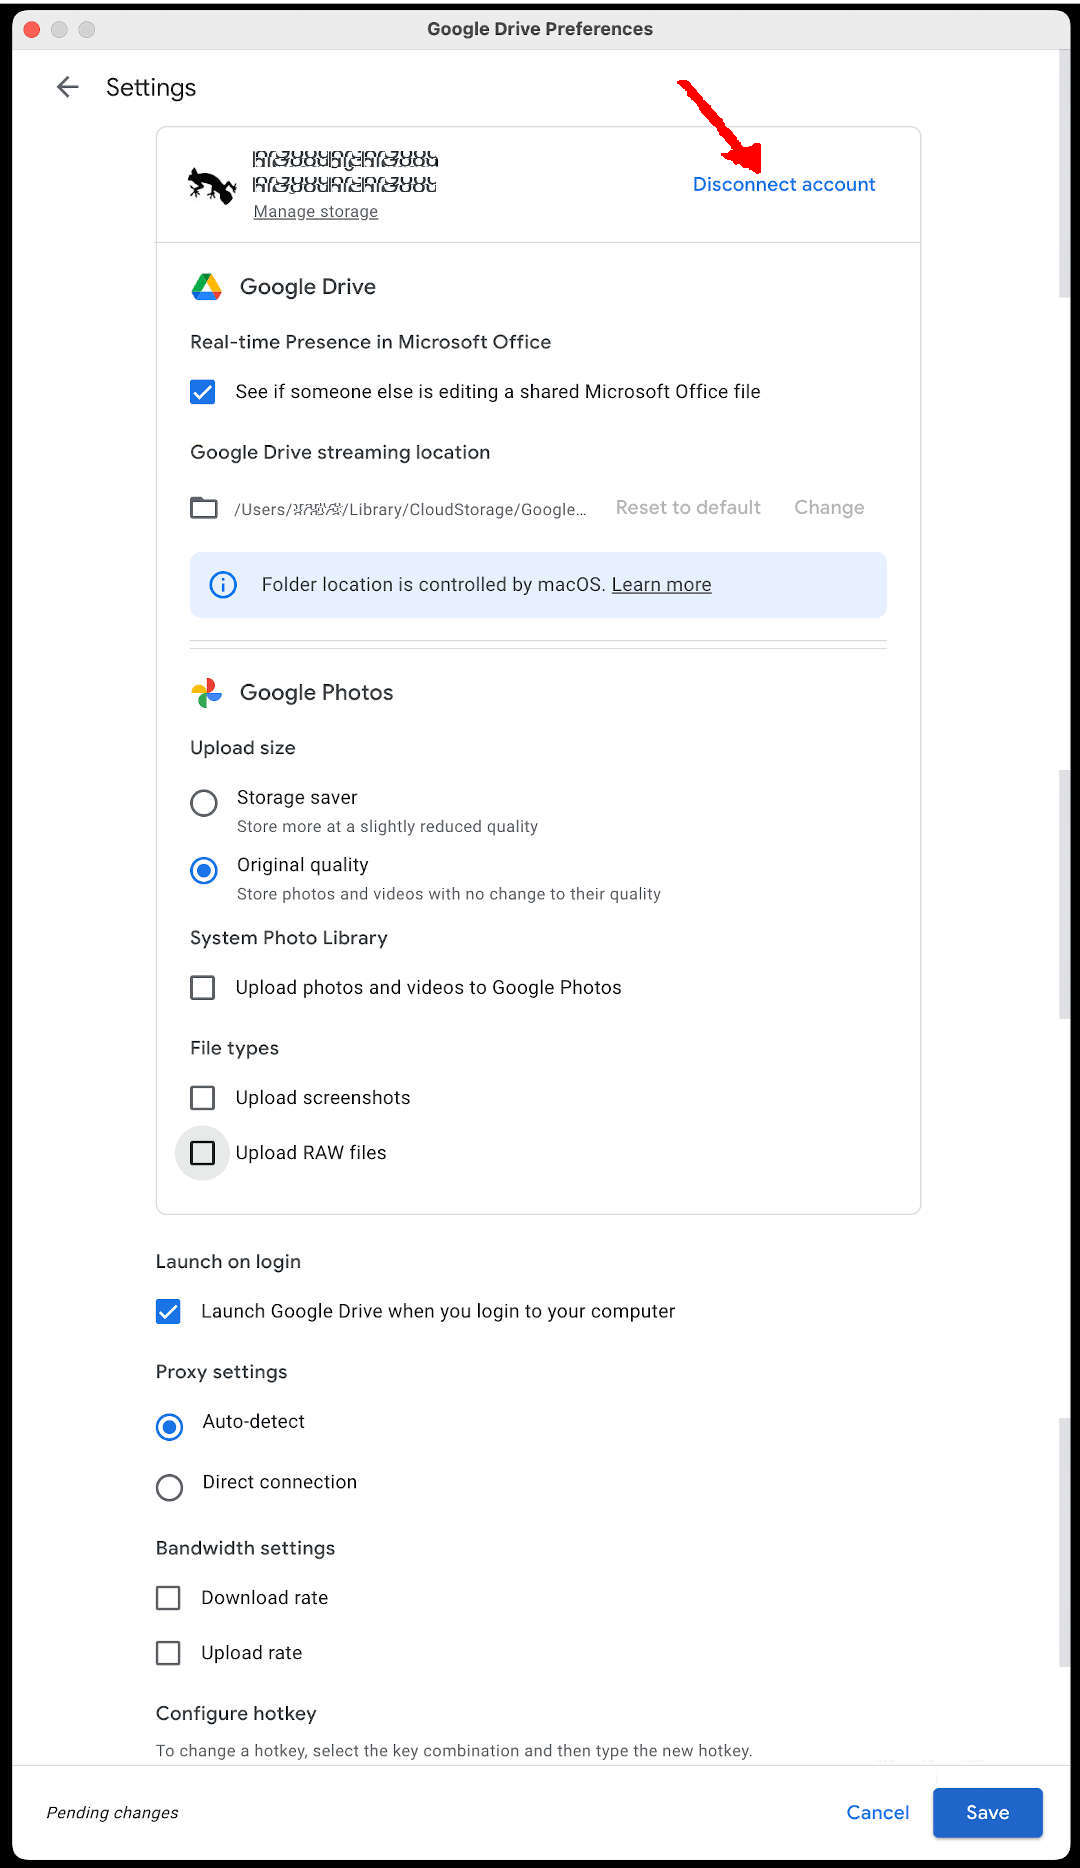 Google Drive Preferences
Settings
Disconnect account
Manage storage
Google Drive
Real-time Presence in Microsoft Office
See if someone else is editing a shared Microsoft Office file
Google Drive streaming location
/Users/ /Library/CloudStorage/Google... Reset to default Change
Folder location is controlled by macOS. Learn more
Google Photos
Upload size
Storage saver
Store more at a slightly reduced quality
Original quality
Store photos and videos with no change to their quality
System Photo Library
Upload photos and videos to Google Photos
File types
Upload screenshots
Upload RAW files
Launch on login
Launch Google Drive when you login to your computer
Proxy settings
Auto-detect
Direct connection
Bandwidth settings
Download rate
Upload rate
Configure hotkey
To change a hotkey, select the key combination and then type the new hotkey.
Pending changes Cancel Save